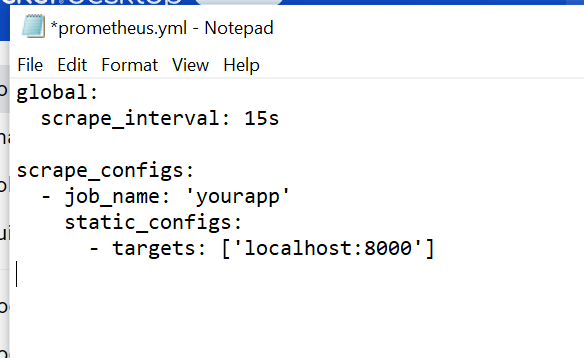 *prometheus.yml - Notepad
File Edit Format View Help
global:
  scrape_interval: 15s

scrape_configs:
  - job_name: 'yourapp'
    static_configs:
      - targets: ['localhost:8000']